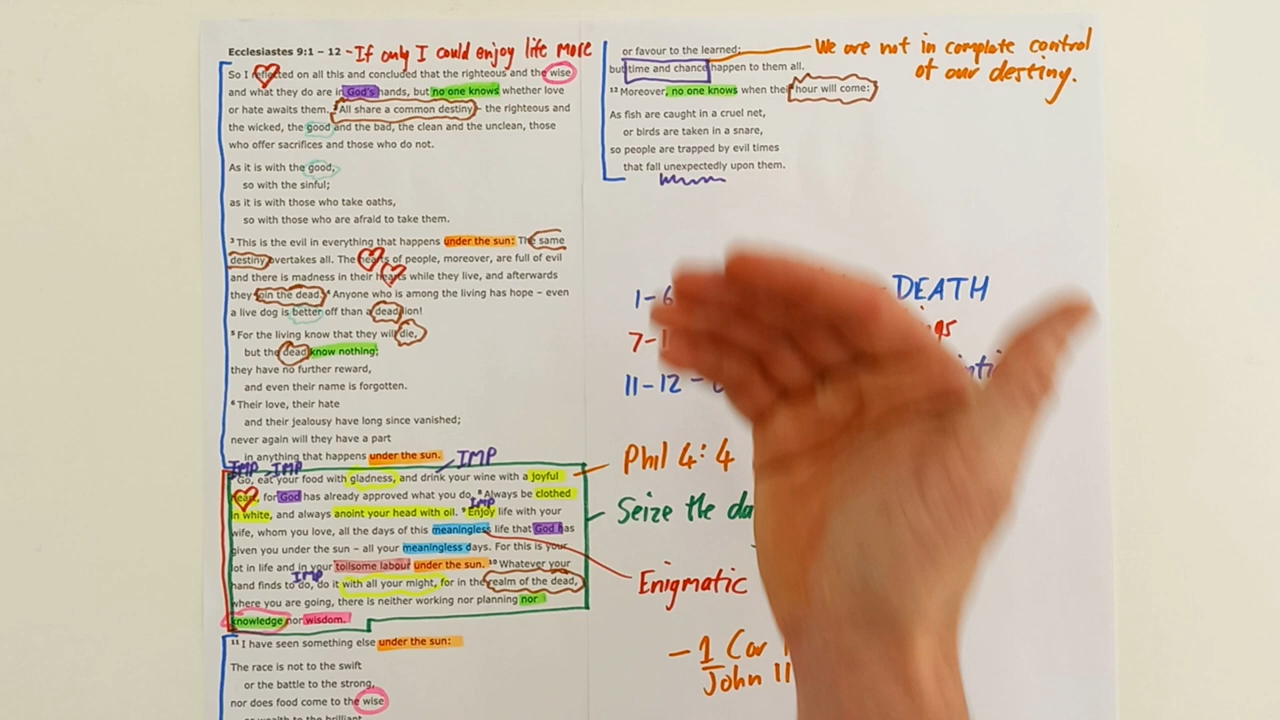 Ecclesiastes 9:1 – 12 - If only I could enjoy life more
So I reflected on all this and concluded that the righteous and the wise
and what they do are in God's hands, but no one knows whether love
or hate awaits them. ² All share a common destiny – the righteous and
the wicked, the good and the bad, the clean and the unclean, those
who offer sacrifices and those who do not.
As it is with the good,
so with the sinful;
as it is with those who take oaths,
so with those who are afraid to take them.
³ This is the evil in everything that happens under the sun: The same
destiny overtakes all. The hearts of people, moreover, are full of evil
and there is madness in their hearts while they live, and afterwards
they join the dead. ⁴ Anyone who is among the living has hope – even
a live dog is better off than a dead lion!
⁵ For the living know that they will die,
but the dead know nothing;
they have no further reward,
and even their name is forgotten.
⁶ Their love, their hate
and their jealousy have long since vanished;
never again will they have a part
in anything that happens under the sun.
IMP IMP IMP
Go, eat your food with gladness, and drink your wine with a joyful
heart, for God has already approved what you do. ⁸ Always be clothed
in white, and always anoint your head with oil. ⁹ Enjoy life with your
IMP
wife, whom you love, all the days of this meaningless life that God has
given you under the sun – all your meaningless days. For this is your
lot in life and in your toilsome labour under the sun. ¹⁰ Whatever your
IMP
hand finds to do, do it with all your might, for in the realm of the dead,
where you are going, there is neither working nor planning nor
knowledge nor wisdom.
¹¹ I have seen something else under the sun:
The race is not to the swift
or the battle to the strong,
nor does food come to the wise
or wealth to the brilliant
or favour to the learned;
but time and chance happen to them all.
¹² Moreover, no one knows when their hour will come:
As fish are caught in a cruel net,
or birds are taken in a snare,
so people are trapped by evil times
that fall unexpectedly upon them.
We are not in complete control
of our destiny.
1-6 DEATH
7-1
11-12 -
Phil 4:4
Seize the
Enigmatic
- 1 Cor
John 11